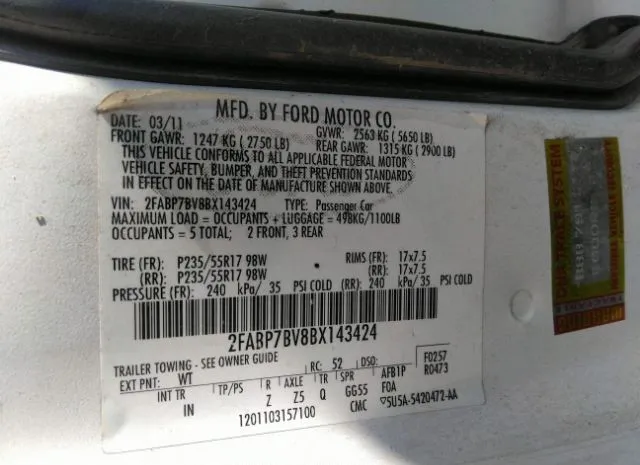 MFD. BY FORD MOTOR CO.
DATE: 03/11 GVWR: 2563 KG ( 5650 LB)
FRONT GAWR: 1247 KG ( 2750 LB) REAR GAWR: 1315 KG ( 2900 LB)
THIS VEHICLE CONFORMS TO ALL APPLICABLE FEDERAL MOTOR
VEHICLE SAFETY, BUMPER, AND THEFT PREVENTION STANDARDS
IN EFFECT ON THE DATE OF MANUFACTURE SHOWN ABOVE.
VIN: 2FABP7BV8BX143424 TYPE: Passenger Car
MAXIMUM LOAD = OCCUPANTS + LUGGAGE = 498KG/1100LB
OCCUPANTS = 5 TOTAL; 2 FRONT, 3 REAR
TIRE (FR): P235/55R17 98W RIMS (FR): 17x7.5
(RR): P235/55R17 98W (RR): 17x7.5
PRESSURE (FR): 240 kPa/ 35 PSI COLD (RR): 240 kPa/ 35 PSI COLD
2FABP7BV8BX143424
TRAILER TOWING - SEE OWNER GUIDE
EXT PNT: WT RC: 52 DSO: F0257
INT TR TP/PS R AXLE TR SPR AFB1P R0473
IN Z Z5 Q GG55 FOA
1201103157100 CMC 5U5A-5420472-AA